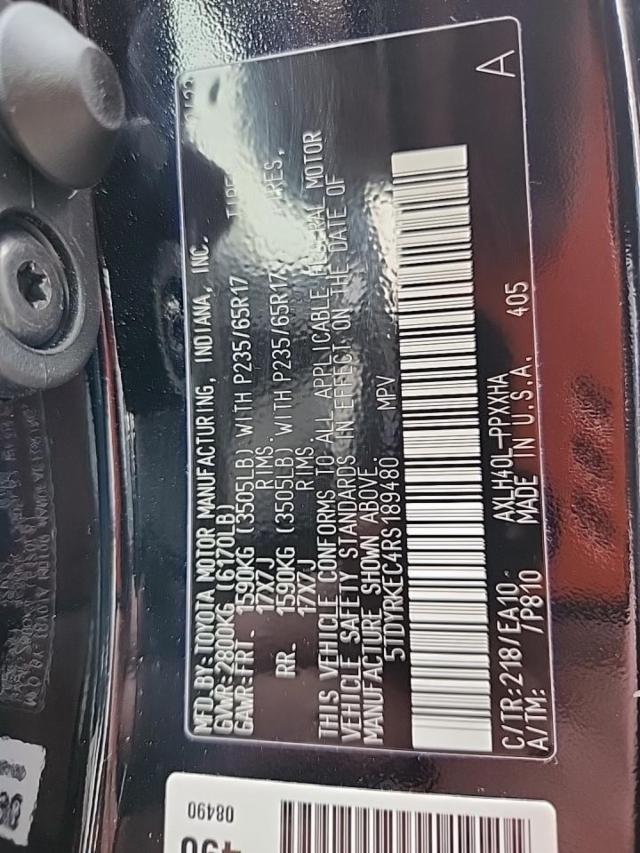 MFD.BY:TOYOTA MOTOR MANUFACTURING, INDIANA, INC.
GVWR:2800KG (6170LB)
GAWR:FRT. 1590KG (3505LB) WITH P235/65R17
17X7J RIMS.
RR. 1590KG (3505LB) WITH P235/65R17
17X7J RIMS
THIS VEHICLE CONFORMS TO ALL APPLICABLE FEDERAL MOTOR
VEHICLE SAFETY STANDARDS IN EFFECT ON THE DATE OF
MANUFACTURE SHOWN ABOVE.
5TDYRKEC4RS189480 MPV
C/TR:218/EA10 AXLH40L-PPXXHA
A/TM: /P810 MADE IN U.S.A. 405
A
08490